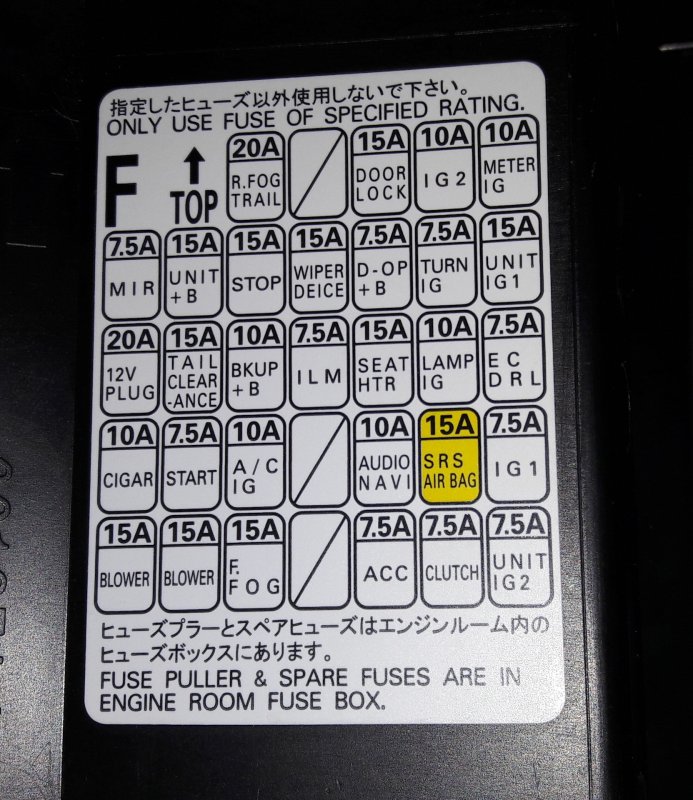 指定したヒューズ以外使用しないで下さい。
ONLY USE FUSE OF SPECIFIED RATING.
F
TOP
20A
R.FOG
TRAIL
15A
DOOR
LOCK
10A
IG2
10A
METER
IG
7.5A
MIR
15A
UNIT
+B
15A
STOP
15A
WIPER
DEICE
7.5A
D-OP
+B
7.5A
TURN
IG
15A
UNIT
IG1
20A
12V
PLUG
15A
TAIL
CLEAR
-ANCE
10A
BKUP
+B
7.5A
ILM
15A
SEAT
HTR
10A
LAMP
IG
7.5A
EC
DRL
10A
CIGAR
7.5A
START
10A
A/C
IG
10A
AUDIO
NAVI
15A
SRS
AIR BAG
7.5A
IG1
15A
BLOWER
15A
BLOWER
15A
F.
FOG
7.5A
ACC
7.5A
CLUTCH
7.5A
UNIT
IG2
ヒューズプラーとスペアヒューズはエンジンルーム内の
ヒューズボックスにあります。
FUSE PULLER & SPARE FUSES ARE IN
ENGINE ROOM FUSE BOX.